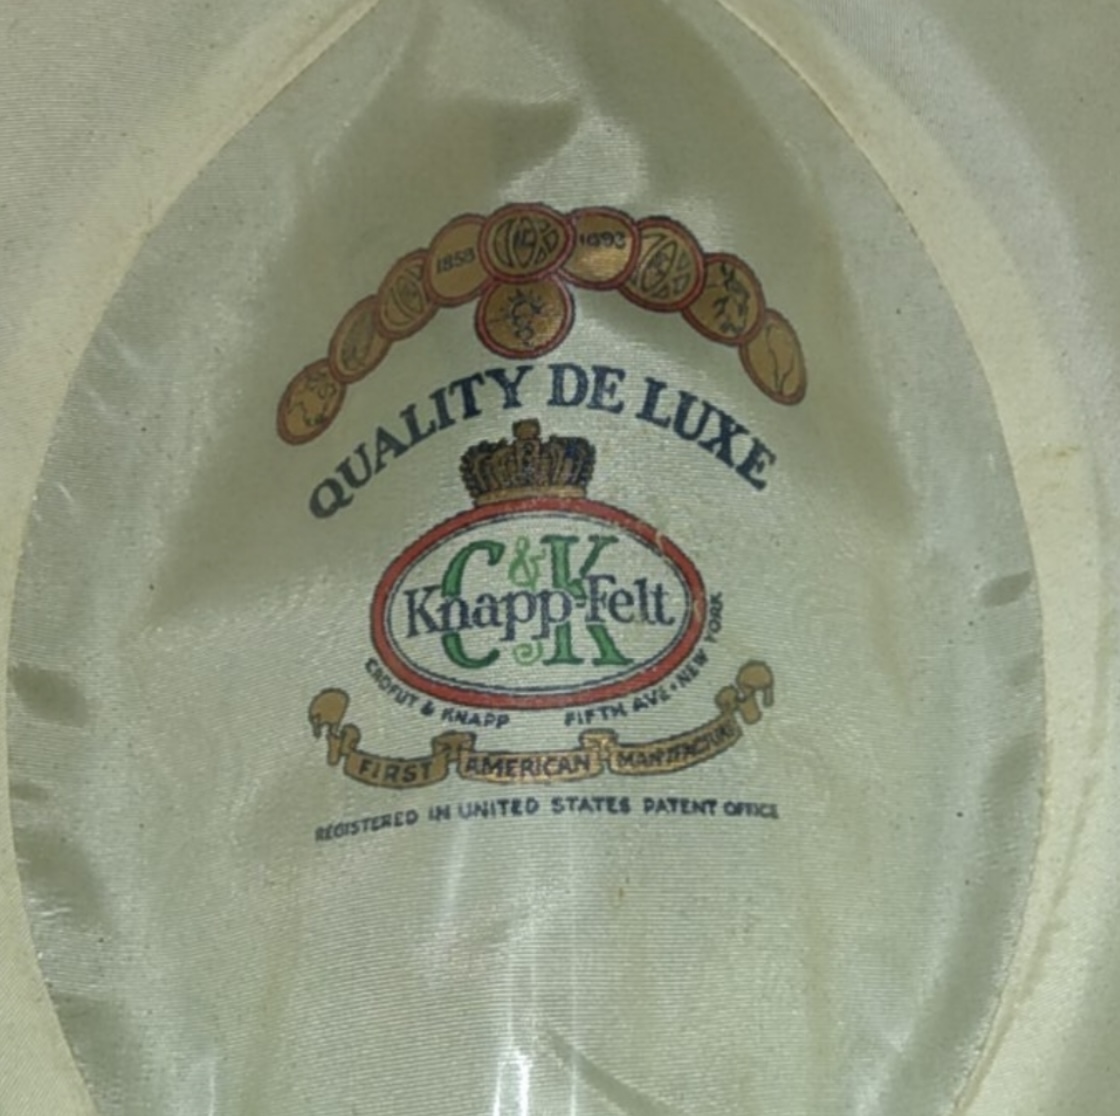 1858 1893
QUALITY DE LUXE
C&K
Knapp-Felt
CROFUT & KNAPP FIFTH AVE • NEW YORK
FIRST AMERICAN MANUFACTURE
REGISTERED IN UNITED STATES PATENT OFFICE